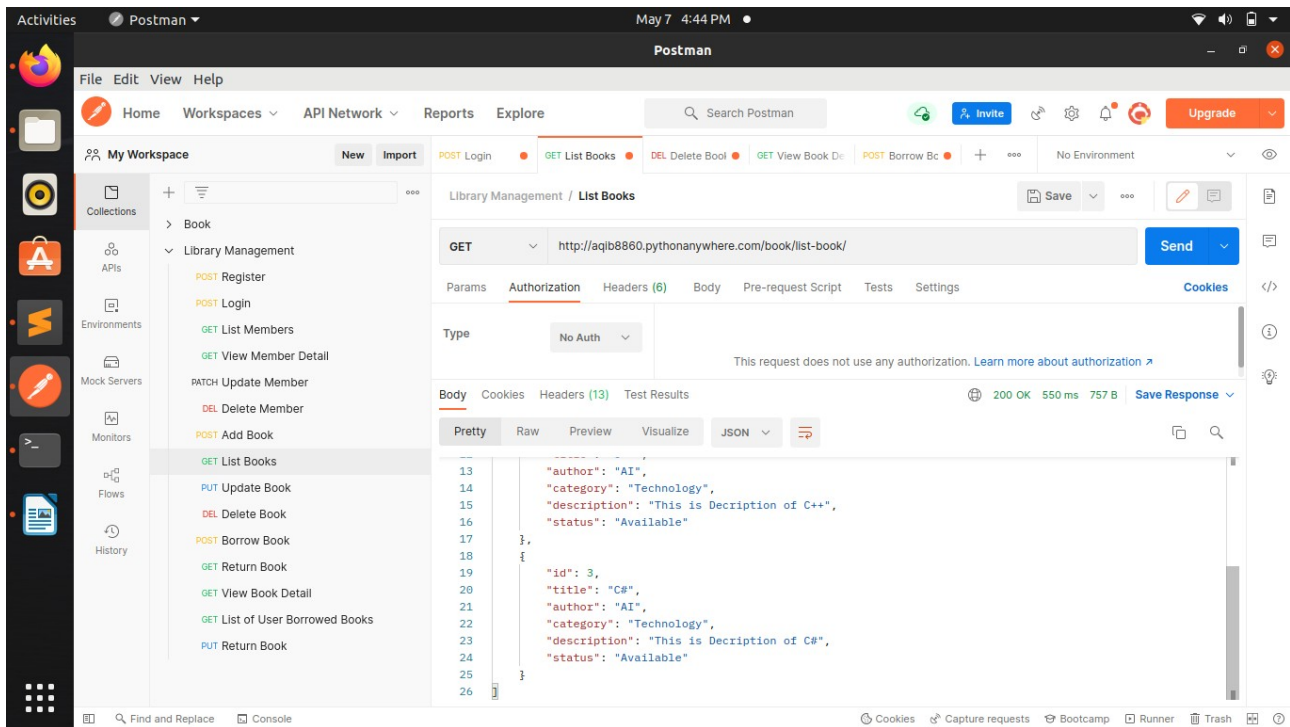 Activities Postman May 7 4:44 PM
Postman
File Edit View Help
Home Workspaces API Network Reports Explore Search Postman Invite Upgrade
My Workspace New Import POST Login GET List Books DEL Delete Bool GET View Book De POST Borrow Bc No Environment
Collections
APIs
Environments
Mock Servers
Monitors
Flows
History
Book
Library Management
POST Register
POST Login
GET List Members
GET View Member Detail
PATCH Update Member
DEL Delete Member
POST Add Book
GET List Books
PUT Update Book
DEL Delete Book
POST Borrow Book
GET Return Book
GET View Book Detail
GET List of User Borrowed Books
PUT Return Book
Library Management / List Books Save
GET http://aqib8860.pythonanywhere.com/book/list-book/ Send
Params Authorization Headers (6) Body Pre-request Script Tests Settings Cookies
Type No Auth
This request does not use any authorization. Learn more about authorization
Body Cookies Headers (13) Test Results 200 OK 550 ms 757 B Save Response
Pretty Raw Preview Visualize JSON
13 "author": "AI",
14 "category": "Technology",
15 "description": "This is Decription of C++",
16 "status": "Available"
17 },
18 {
19 "id": 3,
20 "title": "C#",
21 "author": "AI",
22 "category": "Technology",
23 "description": "This is Decription of C#",
24 "status": "Available"
25 }
26 ]
Find and Replace Console Cookies Capture requests Bootcamp Runner Trash